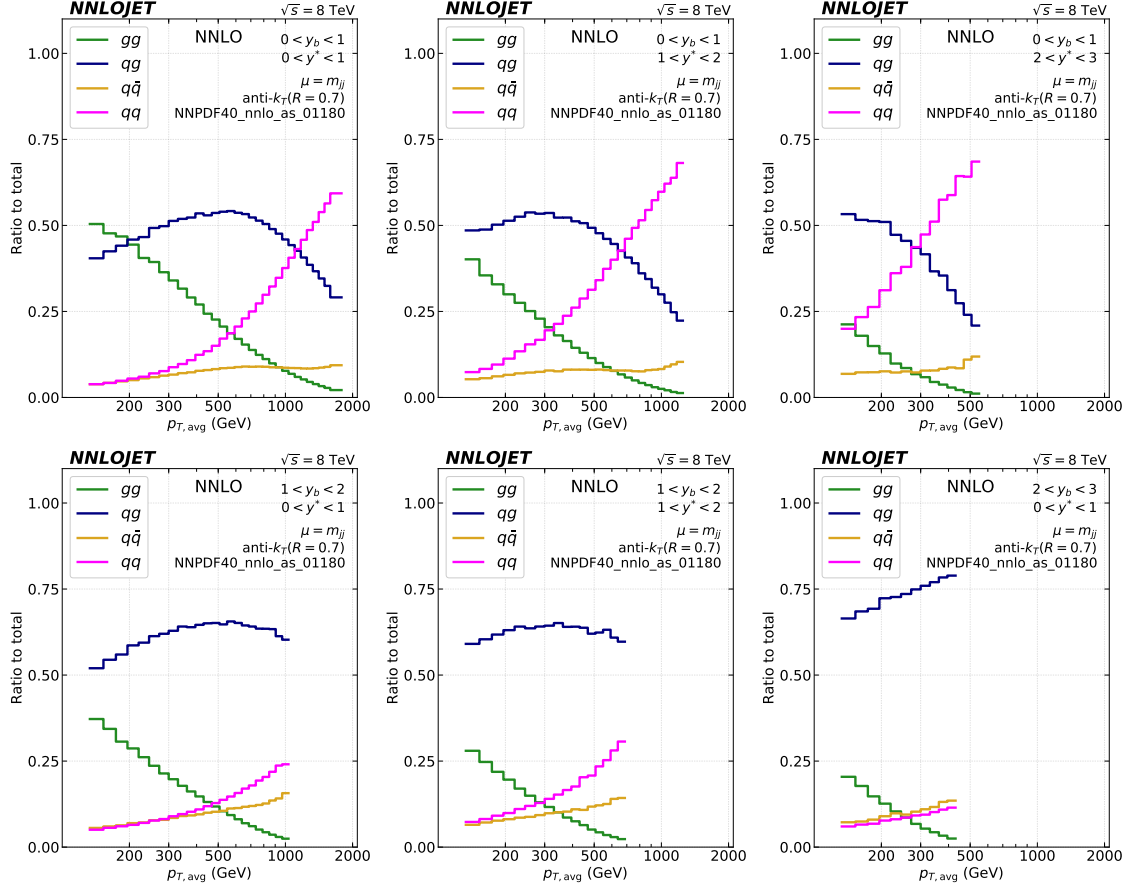 NNLOJET √s = 8 TeV
gg NNLO 0 < y_b < 1
qg 0 < y* < 1
qq̄ μ = m_jj
qq anti-k_T(R = 0.7)
NNPDF40_nnlo_as_01180
1.00
0.75
0.50
0.25
0.00
Ratio to total
200 300 500 1000 2000
p_T,avg (GeV)
NNLOJET √s = 8 TeV
gg NNLO 0 < y_b < 1
qg 1 < y* < 2
qq̄ μ = m_jj
qq anti-k_T(R = 0.7)
NNPDF40_nnlo_as_01180
1.00
0.75
0.50
0.25
0.00
Ratio to total
200 300 500 1000 2000
p_T,avg (GeV)
NNLOJET √s = 8 TeV
gg NNLO 0 < y_b < 1
qg 2 < y* < 3
qq̄ μ = m_jj
qq anti-k_T(R = 0.7)
NNPDF40_nnlo_as_01180
1.00
0.75
0.50
0.25
0.00
Ratio to total
200 300 500 1000 2000
p_T,avg (GeV)
NNLOJET √s = 8 TeV
gg NNLO 1 < y_b < 2
qg 0 < y* < 1
qq̄ μ = m_jj
qq anti-k_T(R = 0.7)
NNPDF40_nnlo_as_01180
1.00
0.75
0.50
0.25
0.00
Ratio to total
200 300 500 1000 2000
p_T,avg (GeV)
NNLOJET √s = 8 TeV
gg NNLO 1 < y_b < 2
qg 1 < y* < 2
qq̄ μ = m_jj
qq anti-k_T(R = 0.7)
NNPDF40_nnlo_as_01180
1.00
0.75
0.50
0.25
0.00
Ratio to total
200 300 500 1000 2000
p_T,avg (GeV)
NNLOJET √s = 8 TeV
gg NNLO 2 < y_b < 3
qg 0 < y* < 1
qq̄ μ = m_jj
qq anti-k_T(R = 0.7)
NNPDF40_nnlo_as_01180
1.00
0.75
0.50
0.25
0.00
Ratio to total
200 300 500 1000 2000
p_T,avg (GeV)